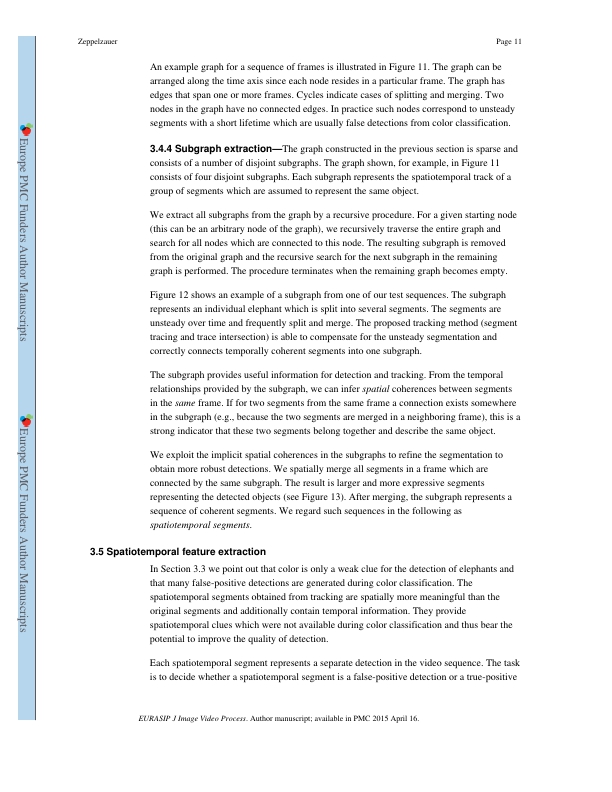 Zeppelzauer Page 11
An example graph for a sequence of frames is illustrated in Figure 11. The graph can be
arranged along the time axis since each node resides in a particular frame. The graph has
edges that span one or more frames. Cycles indicate cases of splitting and merging. Two
nodes in the graph have no connected edges. In practice such nodes correspond to unsteady
segments with a short lifetime which are usually false detections from color classification.
3.4.4 Subgraph extraction—The graph constructed in the previous section is sparse and
consists of a number of disjoint subgraphs. The graph shown, for example, in Figure 11
consists of four disjoint subgraphs. Each subgraph represents the spatiotemporal track of a
group of segments which are assumed to represent the same object.
We extract all subgraphs from the graph by a recursive procedure. For a given starting node
(this can be an arbitrary node of the graph), we recursively traverse the entire graph and
search for all nodes which are connected to this node. The resulting subgraph is removed
from the original graph and the recursive search for the next subgraph in the remaining
graph is performed. The procedure terminates when the remaining graph becomes empty.
Figure 12 shows an example of a subgraph from one of our test sequences. The subgraph
represents an individual elephant which is split into several segments. The segments are
unsteady over time and frequently split and merge. The proposed tracking method (segment
tracing and trace intersection) is able to compensate for the unsteady segmentation and
correctly connects temporally coherent segments into one subgraph.
The subgraph provides useful information for detection and tracking. From the temporal
relationships provided by the subgraph, we can infer spatial coherences between segments
in the same frame. If for two segments from the same frame a connection exists somewhere
in the subgraph (e.g., because the two segments are merged in a neighboring frame), this is a
strong indicator that these two segments belong together and describe the same object.
We exploit the implicit spatial coherences in the subgraphs to refine the segmentation to
obtain more robust detections. We spatially merge all segments in a frame which are
connected by the same subgraph. The result is larger and more expressive segments
representing the detected objects (see Figure 13). After merging, the subgraph represents a
sequence of coherent segments. We regard such sequences in the following as
spatiotemporal segments.
3.5 Spatiotemporal feature extraction
In Section 3.3 we point out that color is only a weak clue for the detection of elephants and
that many false-positive detections are generated during color classification. The
spatiotemporal segments obtained from tracking are spatially more meaningful than the
original segments and additionally contain temporal information. They provide
spatiotemporal clues which were not available during color classification and thus bear the
potential to improve the quality of detection.
Each spatiotemporal segment represents a separate detection in the video sequence. The task
is to decide whether a spatiotemporal segment is a false-positive detection or a true-positive
EURASIP J Image Video Process. Author manuscript; available in PMC 2015 April 16.
Europe PMC Funders Author Manuscripts
Europe PMC Funders Author Manuscripts